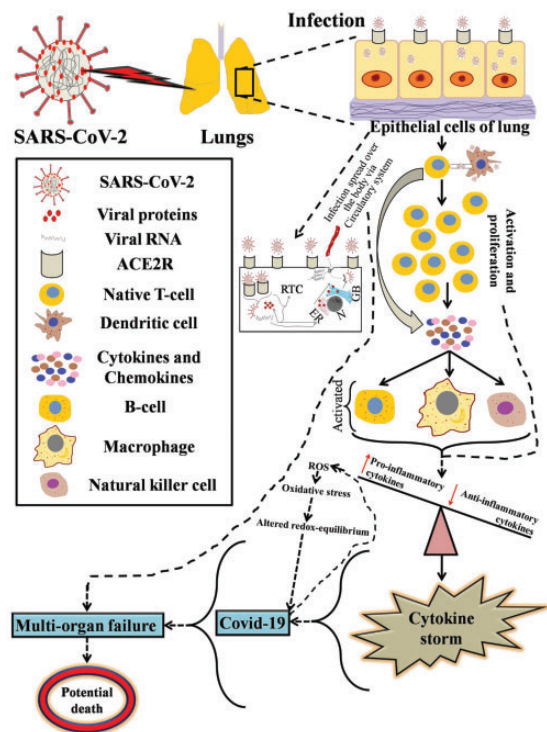 Infection
SARS-CoV-2
Lungs
Epithelial cells of lung
SARS-CoV-2
Viral proteins
Viral RNA
ACE2R
Native T-cell
Dendritic cell
Cytokines and
Chemokines
B-cell
Macrophage
Natural killer cell
Infection spread over
the body via
Circulatory system
RTC
ER
N
GB
Activation and
proliferation
Activated
ROS
Oxidative stress
Altered redox-equilibrium
Pro-inflammatory
cytokines
Anti-inflammatory
cytokines
Multi-organ failure
Covid-19
Cytokine
storm
Potential
death